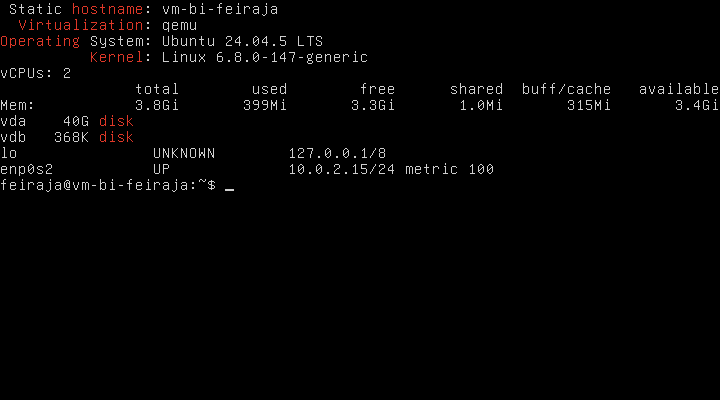 Static hostname: vm-bi-feiraja
Virtualization: qemu
Operating System: Ubuntu 24.04.5 LTS
Kernel: Linux 6.8.0-147-generic
vCPUs: 2
total used free shared buff/cache available
Mem: 3.8Gi 399Mi 3.3Gi 1.0Mi 315Mi 3.4Gi
vda 40G disk
vdb 368K disk
lo UNKNOWN 127.0.0.1/8
enp0s2 UP 10.0.2.15/24 metric 100
feiraja@vm-bi-feiraja:~$ _